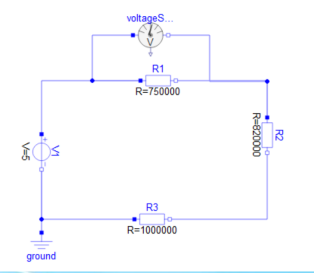 voltageS...
V
R1
R=750000
V1
V=5
R2
R=820000
R3
R=1000000
ground